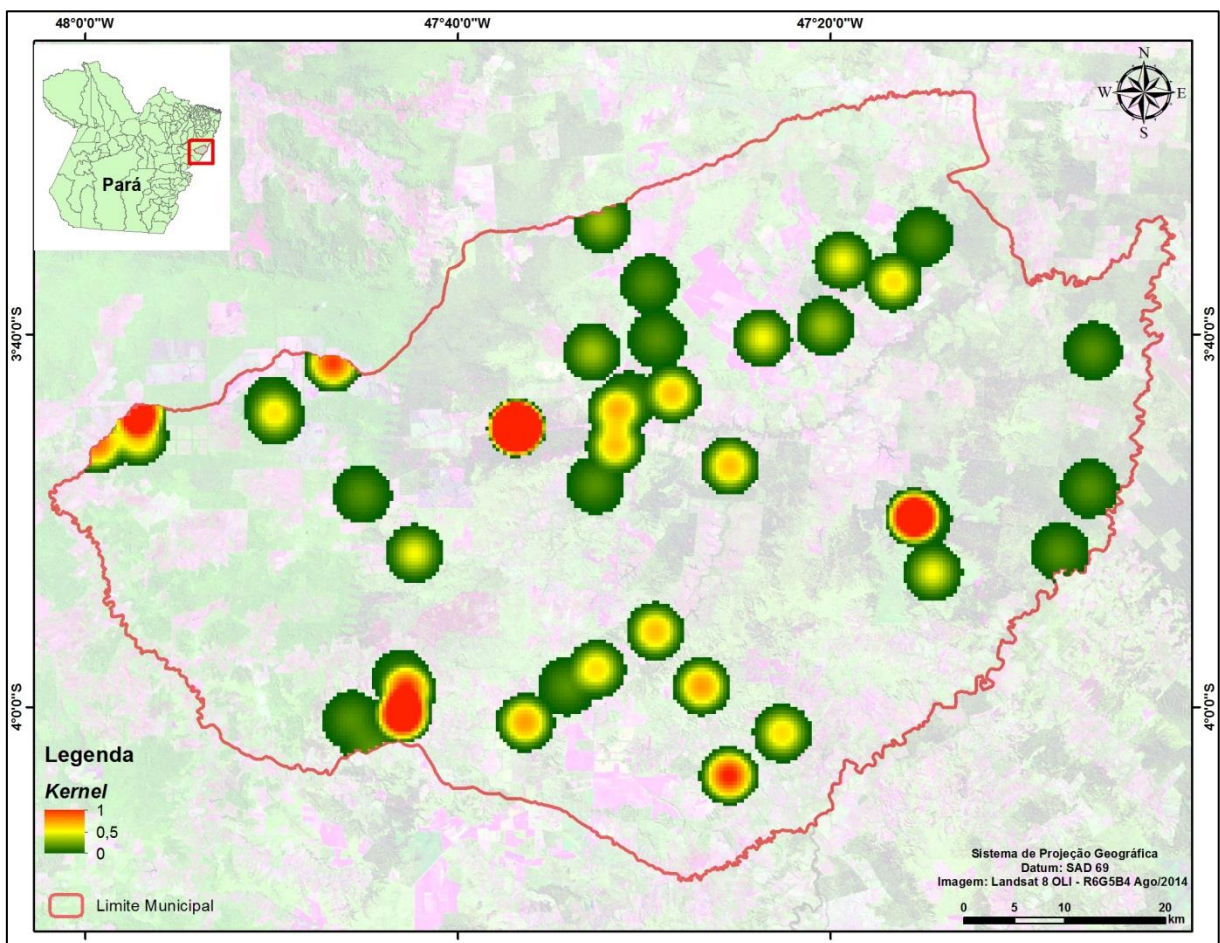 48°0'0"W 47°40'0"W 47°20'0"W
N
W E
S
Pará
3°40'0"S 3°40'0"S
4°0'0"S 4°0'0"S
Legenda
Kernel
1
0,5
0
Limite Municipal
Sistema de Projeção Geográfica
Datum: SAD 69
Imagem: Landsat 8 OLI - R6G5B4 Ago/2014
0 5 10 20
km